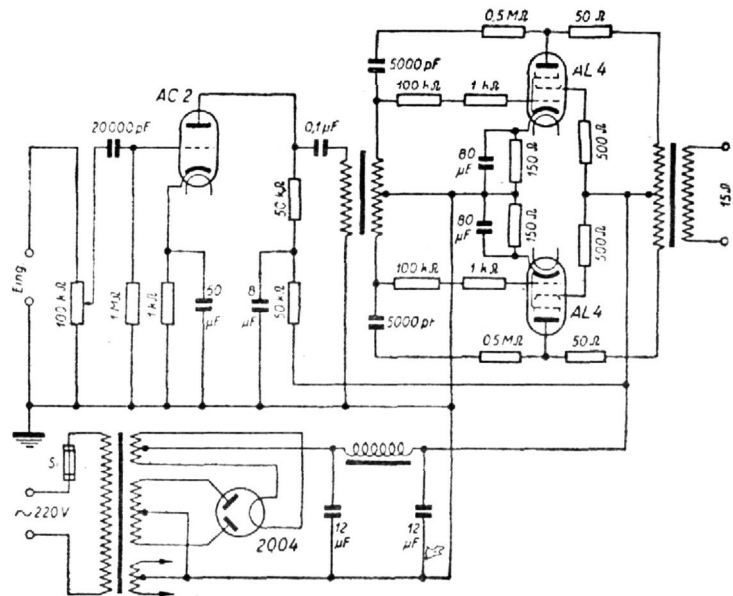 0,5 MΩ
50 Ω
AL 4
5000 pF
100 kΩ
1 kΩ
AC 2
20000 pF
0,1 µF
80 µF
150 Ω
500 Ω
50 kΩ
15 Ω
80 µF
150 Ω
500 Ω
Eing.
100 kΩ
1 MΩ
1 kΩ
50 µF
8 µF
50 kΩ
100 kΩ
1 kΩ
AL 4
5000 pF
0,5 MΩ
50 Ω
S.
~ 220 V
2004
12 µF
12 µF